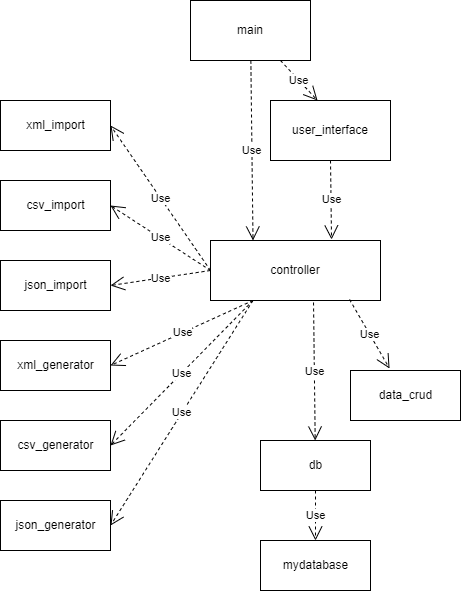 main
Use
xml_import
Use
user_interface
Use
csv_import
Use
Use
Use
controller
json_import
Use
Use
xml_generator
Use
Use
Use
data_crud
csv_generator
Use
db
json_generator
Use
mydatabase